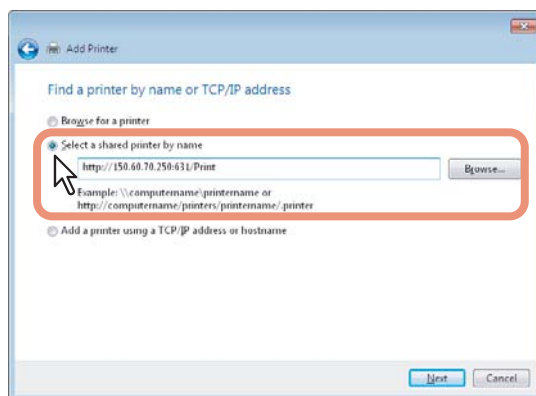 Add Printer
Find a printer by name or TCP/IP address
Browse for a printer
Select a shared printer by name
http://150.60.70.250:631/Print
Browse...
Example: \\computername\printername or
http://computername/printers/printername/.printer
Add a printer using a TCP/IP address or hostname
Next
Cancel